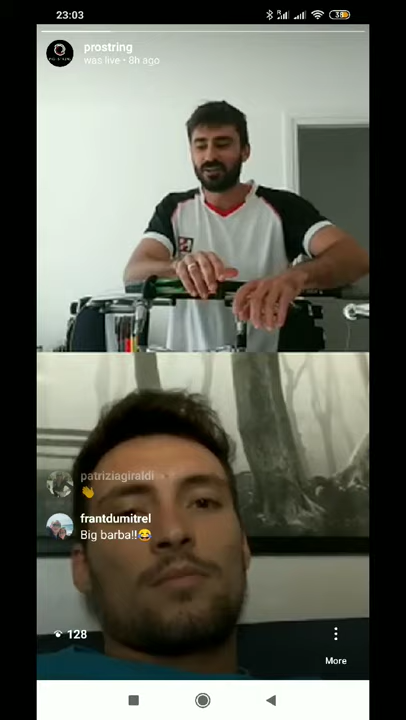 23:03
prostring
was live • 8h ago
patriziagiraldi
👋
frantdumitrel
Big barba!!😂
128
More